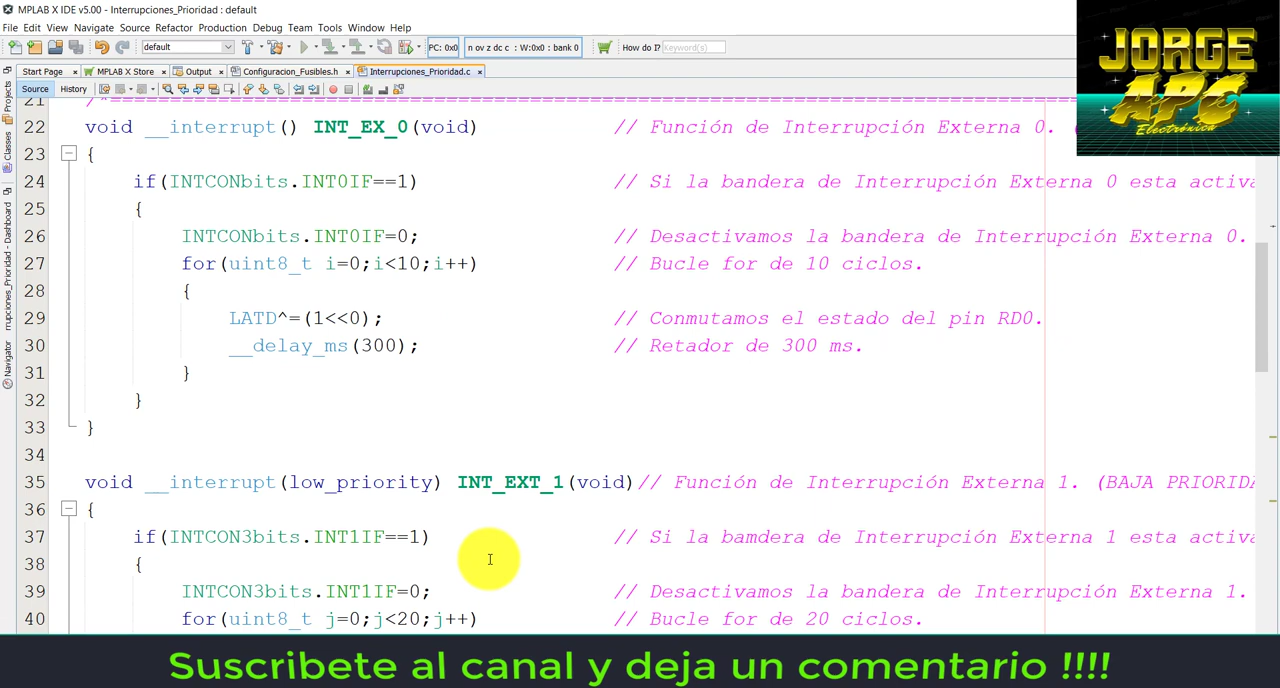 MPLAB X IDE v5.00 - Interrupciones_Prioridad : default
File Edit View Navigate Source Refactor Production Debug Team Tools Window Help
default PC: 0x0 n ov z dc c : W:0x0 : bank 0 How do I? Keyword(s)
Start Page MPLAB X Store Output Configuracion_Fusibles.h Interrupciones_Prioridad.c
Source History
Projects
Classes
rrupciones_Prioridad - Dashboard
Navigator
JORGE
APC
Electrónica
21 /*
22 void __interrupt() INT_EX_0(void) // Función de Interrupción Externa 0. (
23 {
24 if(INTCONbits.INT0IF==1) // Si la bandera de Interrupción Externa 0 esta activa
25 {
26 INTCONbits.INT0IF=0; // Desactivamos la bandera de Interrupción Externa 0.
27 for(uint8_t i=0;i<10;i++) // Bucle for de 10 ciclos.
28 {
29 LATD^=(1<<0); // Conmutamos el estado del pin RD0.
30 __delay_ms(300); // Retador de 300 ms.
31 }
32 }
33 }
34
35 void __interrupt(low_priority) INT_EXT_1(void)// Función de Interrupción Externa 1. (BAJA PRIORIDA
36 {
37 if(INTCON3bits.INT1IF==1) // Si la bamdera de Interrupción Externa 1 esta activa
38 {
39 INTCON3bits.INT1IF=0; // Desactivamos la bandera de Interrupción Externa 1.
40 for(uint8_t j=0;j<20;j++) // Bucle for de 20 ciclos.
Suscribete al canal y deja un comentario !!!!